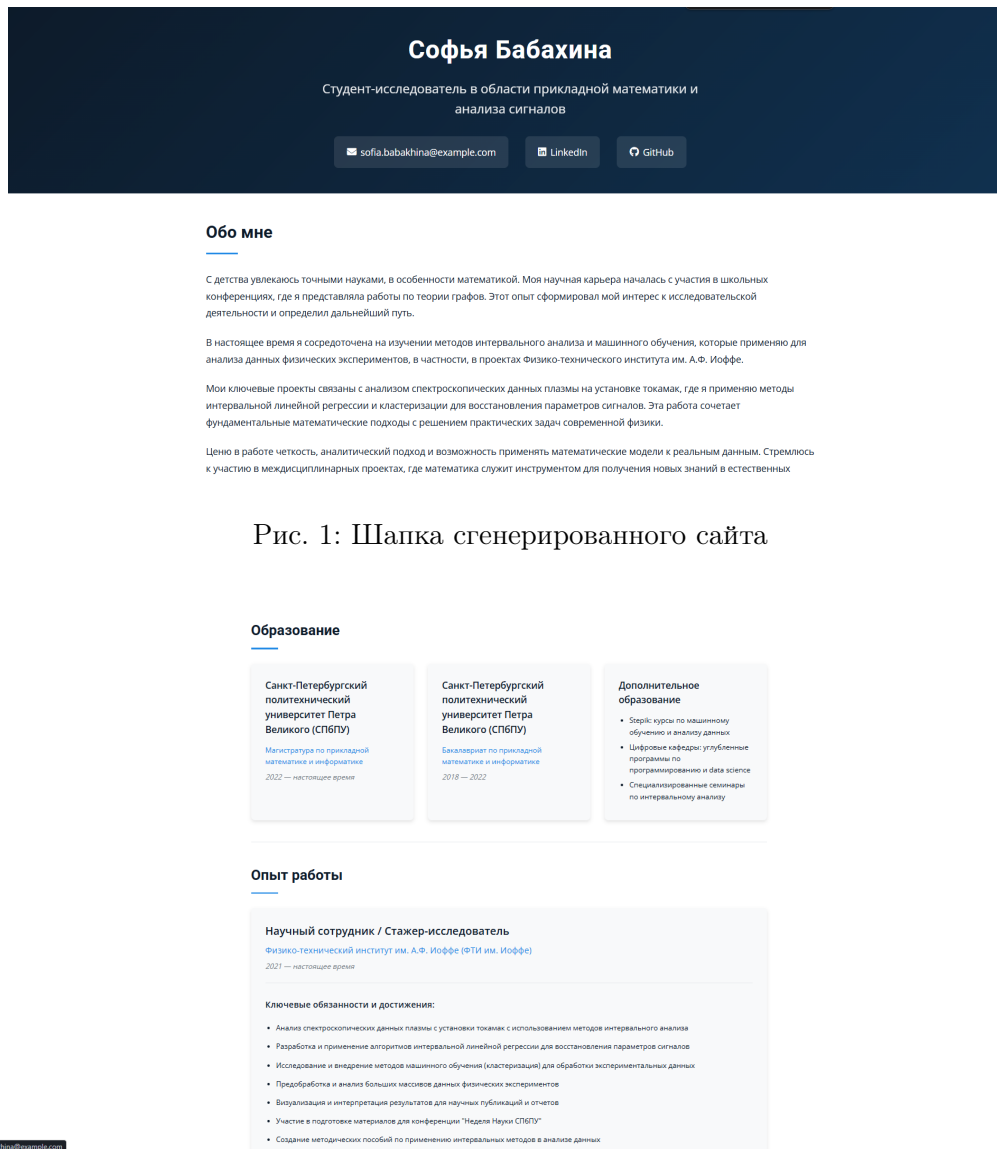 Софья Бабахина
Студент-исследователь в области прикладной математики и
анализа сигналов
sofia.babakhina@example.com LinkedIn GitHub
Обо мне
С детства увлекаюсь точными науками, в особенности математикой. Моя научная карьера началась с участия в школьных
конференциях, где я представляла работы по теории графов. Этот опыт сформировал мой интерес к исследовательской
деятельности и определил дальнейший путь.
В настоящее время я сосредоточена на изучении методов интервального анализа и машинного обучения, которые применяю для
анализа данных физических экспериментов, в частности, в проектах Физико-технического института им. А.Ф. Иоффе.
Мои ключевые проекты связаны с анализом спектроскопических данных плазмы на установке токамак, где я применяю методы
интервальной линейной регрессии и кластеризации для восстановления параметров сигналов. Эта работа сочетает
фундаментальные математические подходы с решением практических задач современной физики.
Ценю в работе четкость, аналитический подход и возможность применять математические модели к реальным данным. Стремлюсь
к участию в междисциплинарных проектах, где математика служит инструментом для получения новых знаний в естественных
Рис. 1: Шапка сгенерированного сайта
Образование
Санкт-Петербургский
политехнический
университет Петра
Великого (СПбПУ)
Магистратура по прикладной
математике и информатике
2022 — настоящее время
Санкт-Петербургский
политехнический
университет Петра
Великого (СПбПУ)
Бакалавриат по прикладной
математике и информатике
2018 — 2022
Дополнительное
образование
• Stepik: курсы по машинному
обучению и анализу данных
• Цифровые кафедры: углубленные
программы по
программированию и data science
• Специализированные семинары
по интервальному анализу
Опыт работы
Научный сотрудник / Стажер-исследователь
Физико-технический институт им. А.Ф. Иоффе (ФТИ им. Иоффе)
2021 — настоящее время
Ключевые обязанности и достижения:
• Анализ спектроскопических данных плазмы с установки токамак с использованием методов интервального анализа
• Разработка и применение алгоритмов интервальной линейной регрессии для восстановления параметров сигналов
• Исследование и внедрение методов машинного обучения (кластеризация) для обработки экспериментальных данных
• Предобработка и анализ больших массивов данных физических экспериментов
• Визуализация и интерпретация результатов для научных публикаций и отчетов
• Участие в подготовке материалов для конференции "Неделя Науки СПбПУ"
• Создание методических пособий по применению интервальных методов в анализе данных
hina@example.com